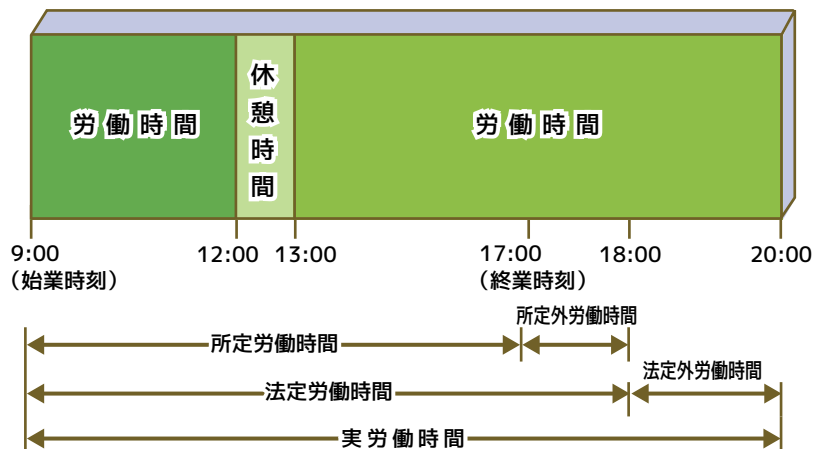 労働時間
休憩時間
労働時間
9:00
(始業時刻)
12:00
13:00
17:00
(終業時刻)
18:00
20:00
所定外労働時間
所定労働時間
法定外労働時間
法定労働時間
実労働時間